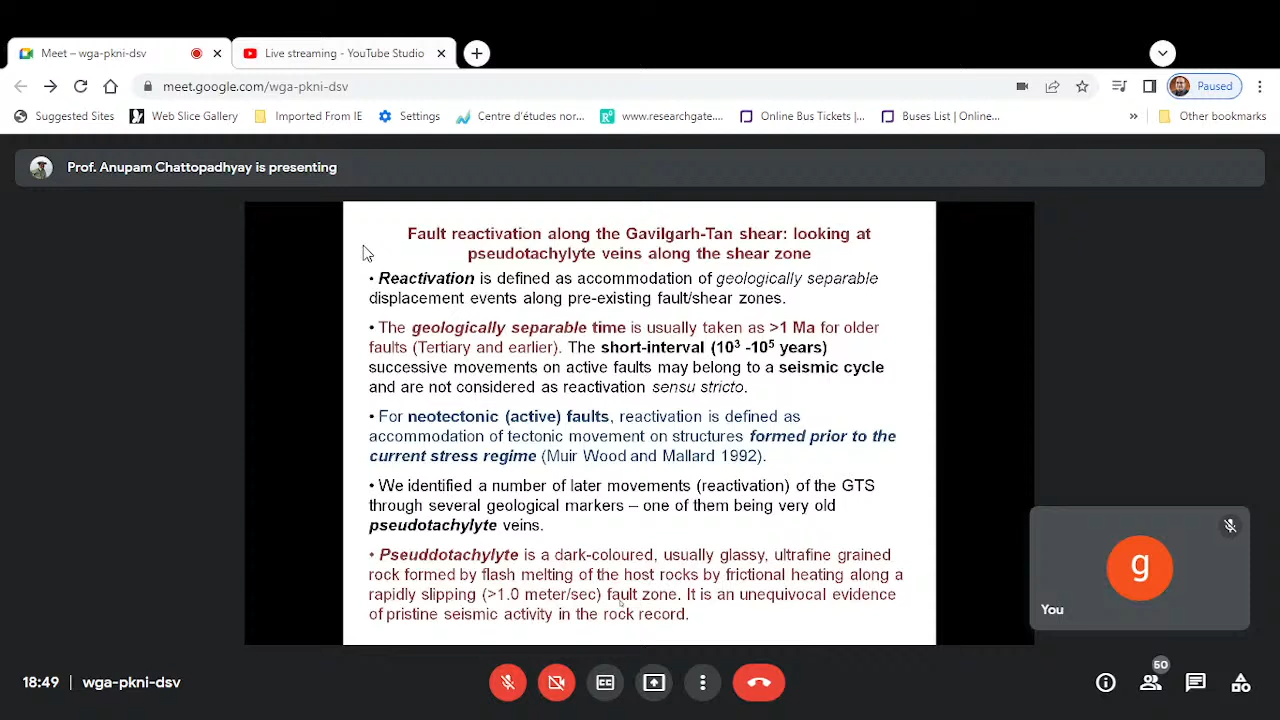 Meet – wga-pkni-dsv
Live streaming - YouTube Studio
meet.google.com/wga-pkni-dsv
Paused
Suggested Sites
Web Slice Gallery
Imported From IE
Settings
Centre d'études nor...
www.researchgate....
Online Bus Tickets |...
Buses List | Online...
»
Other bookmarks
Prof. Anupam Chattopadhyay is presenting
Fault reactivation along the Gavilgarh-Tan shear: looking at
pseudotachylyte veins along the shear zone
• Reactivation is defined as accommodation of geologically separable
displacement events along pre-existing fault/shear zones.
• The geologically separable time is usually taken as >1 Ma for older
faults (Tertiary and earlier). The short-interval (10³ -10⁵ years)
successive movements on active faults may belong to a seismic cycle
and are not considered as reactivation sensu stricto.
• For neotectonic (active) faults, reactivation is defined as
accommodation of tectonic movement on structures formed prior to the
current stress regime (Muir Wood and Mallard 1992).
• We identified a number of later movements (reactivation) of the GTS
through several geological markers – one of them being very old
pseudotachylyte veins.
• Pseuddotachylyte is a dark-coloured, usually glassy, ultrafine grained
rock formed by flash melting of the host rocks by frictional heating along a
rapidly slipping (>1.0 meter/sec) fault zone. It is an unequivocal evidence
of pristine seismic activity in the rock record.
g
You
18:49 | wga-pkni-dsv
CC
50